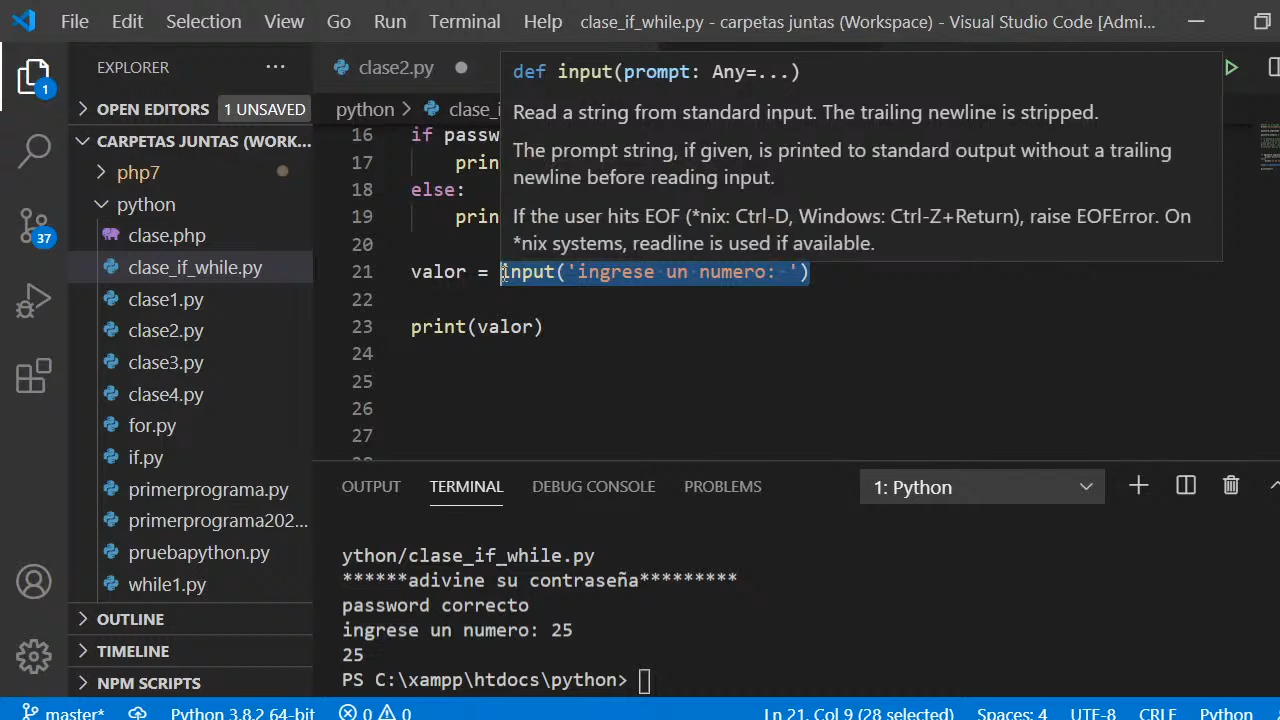 File Edit Selection View Go Run Terminal Help clase_if_while.py - carpetas juntas (Workspace) - Visual Studio Code [Admi...
EXPLORER ...
clase2.py
OPEN EDITORS 1 UNSAVED
CARPETAS JUNTAS (WORK...
php7
python
clase.php
clase_if_while.py
clase1.py
clase2.py
clase3.py
clase4.py
for.py
if.py
primerprograma.py
primerprograma202...
pruebapython.py
while1.py
OUTLINE
TIMELINE
NPM SCRIPTS
1
37
python > clase_i
def input(prompt: Any=...)
Read a string from standard input. The trailing newline is stripped.
The prompt string, if given, is printed to standard output without a trailing
newline before reading input.
If the user hits EOF (*nix: Ctrl-D, Windows: Ctrl-Z+Return), raise EOFError. On
*nix systems, readline is used if available.
16 if passw
17 prin
18 else:
19 prin
20
21 valor = input('ingrese un numero: ')
22
23 print(valor)
24
25
26
27
OUTPUT TERMINAL DEBUG CONSOLE PROBLEMS 1: Python
ython/clase_if_while.py
******adivine su contraseña*********
password correcto
ingrese un numero: 25
25
PS C:\xampp\htdocs\python>
master* Python 3.8.2 64-bit 0 0 Ln 21, Col 9 (28 selected) Spaces: 4 UTF-8 CRLF Python